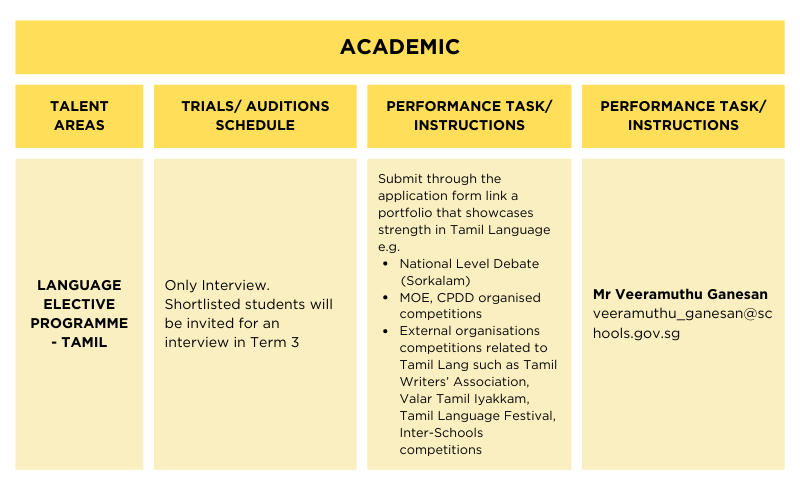 ACADEMIC
TALENT
AREAS
TRIALS/ AUDITIONS
SCHEDULE
PERFORMANCE TASK/
INSTRUCTIONS
PERFORMANCE TASK/
INSTRUCTIONS
LANGUAGE
ELECTIVE
PROGRAMME
- TAMIL
Only Interview.
Shortlisted students will
be invited for an
interview in Term 3
Submit through the
application form link a
portfolio that showcases
strength in Tamil Language
e.g.
• National Level Debate
(Sorkalam)
• MOE, CPDD organised
competitions
• External organisations
competitions related to
Tamil Lang such as Tamil
Writers’ Association,
Valar Tamil Iyakkam,
Tamil Language Festival,
Inter-Schools
competitions
Mr Veeramuthu Ganesan
veeramuthu_ganesan@sc
hools.gov.sg